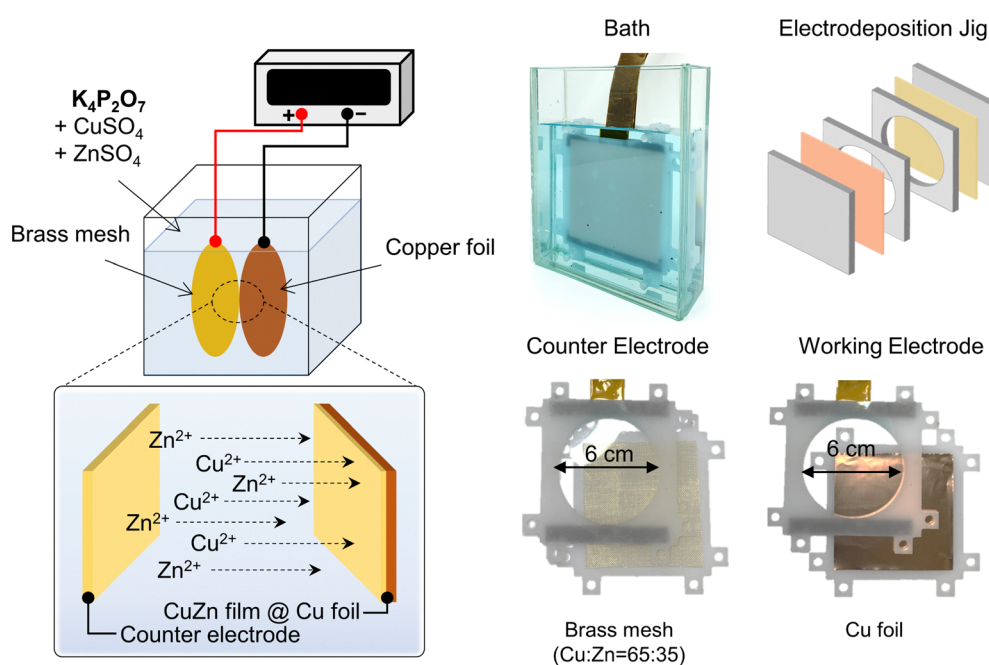 K₄P₂O₇
+ CuSO₄
+ ZnSO₄
+
−
Brass mesh
Copper foil
Zn²⁺
Cu²⁺
Zn²⁺
Cu²⁺
Zn²⁺
Cu²⁺
Zn²⁺
CuZn film @ Cu foil
Counter electrode
Bath
Electrodeposition Jig
Counter Electrode
6 cm
Brass mesh
(Cu:Zn=65:35)
Working Electrode
6 cm
Cu foil